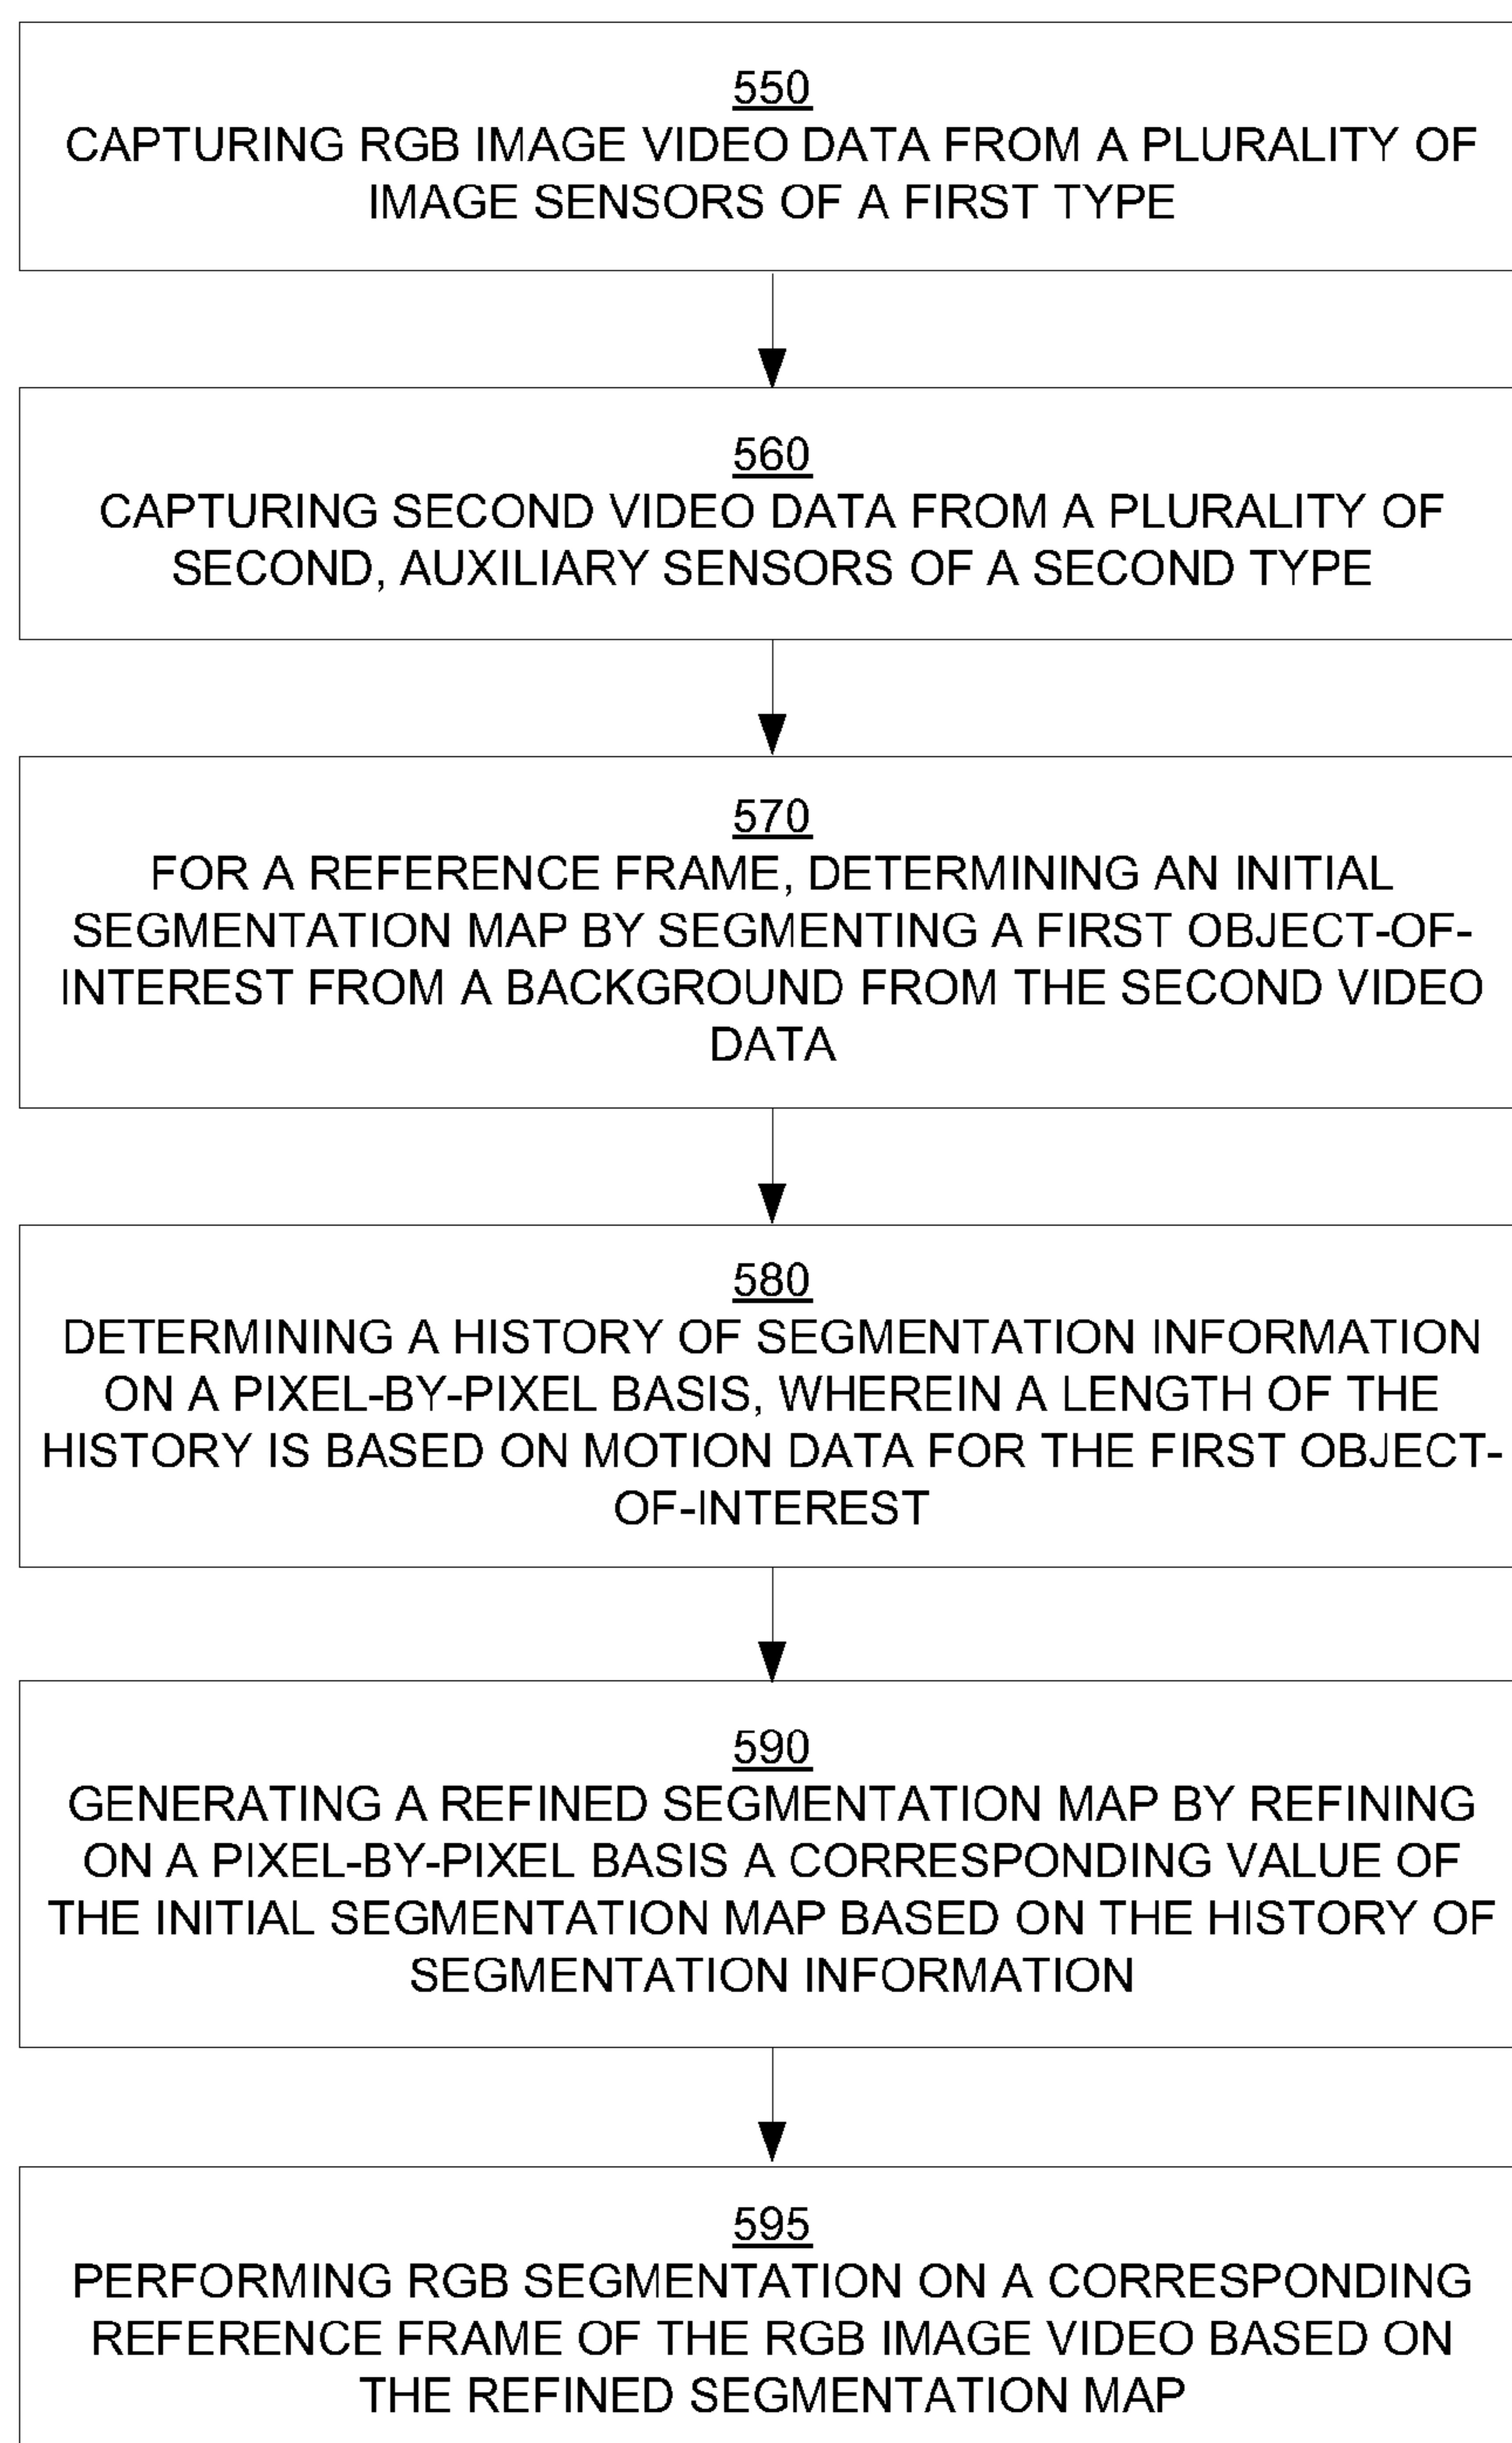 550
CAPTURING RGB IMAGE VIDEO DATA FROM A PLURALITY OF
IMAGE SENSORS OF A FIRST TYPE
560
CAPTURING SECOND VIDEO DATA FROM A PLURALITY OF
SECOND, AUXILIARY SENSORS OF A SECOND TYPE
570
FOR A REFERENCE FRAME, DETERMINING AN INITIAL
SEGMENTATION MAP BY SEGMENTING A FIRST OBJECT-OF-
INTEREST FROM A BACKGROUND FROM THE SECOND VIDEO
DATA
580
DETERMINING A HISTORY OF SEGMENTATION INFORMATION
ON A PIXEL-BY-PIXEL BASIS, WHEREIN A LENGTH OF THE
HISTORY IS BASED ON MOTION DATA FOR THE FIRST OBJECT-
OF-INTEREST
590
GENERATING A REFINED SEGMENTATION MAP BY REFINING
ON A PIXEL-BY-PIXEL BASIS A CORRESPONDING VALUE OF
THE INITIAL SEGMENTATION MAP BASED ON THE HISTORY OF
SEGMENTATION INFORMATION
595
PERFORMING RGB SEGMENTATION ON A CORRESPONDING
REFERENCE FRAME OF THE RGB IMAGE VIDEO BASED ON
THE REFINED SEGMENTATION MAP